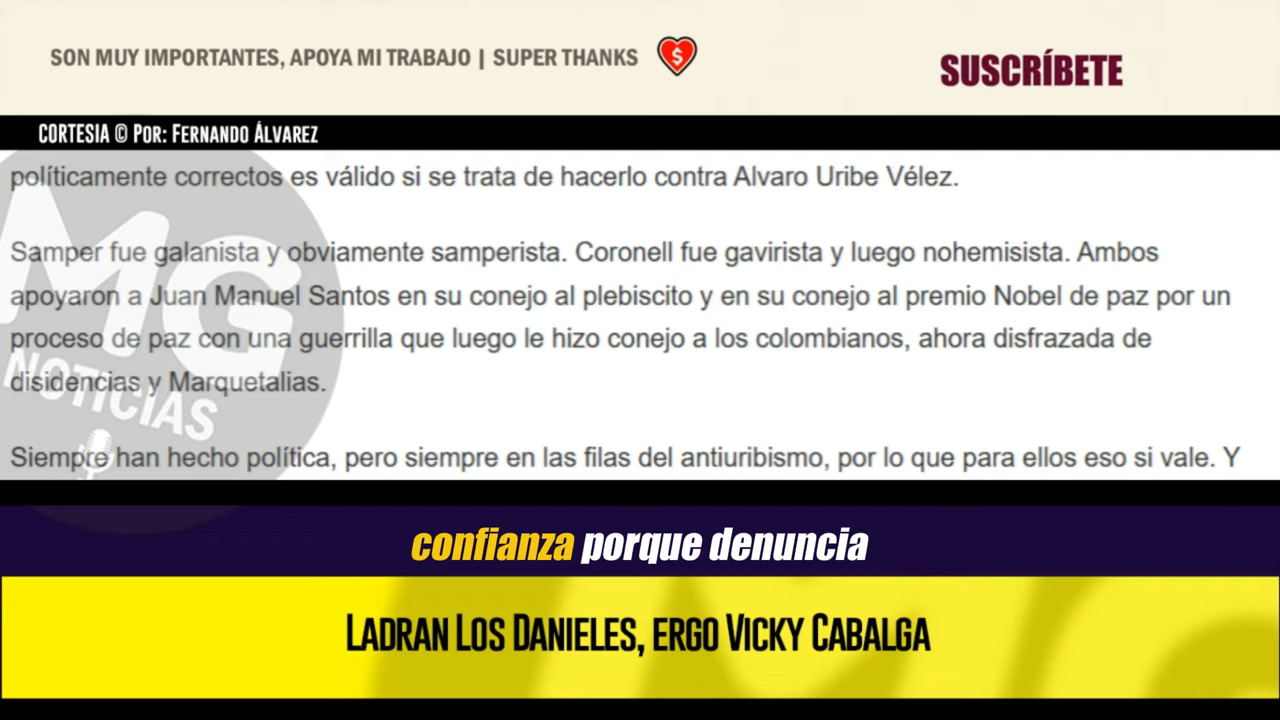 SON MUY IMPORTANTES, APOYA MI TRABAJO | SUPER THANKS $
SUSCRÍBETE
CORTESIA © Por: Fernando Álvarez
políticamente correctos es válido si se trata de hacerlo contra Alvaro Uribe Vélez.
Samper fue galanista y obviamente samperista. Coronell fue gavirista y luego nohemisista. Ambos
apoyaron a Juan Manuel Santos en su conejo al plebiscito y en su conejo al premio Nobel de paz por un
proceso de paz con una guerrilla que luego le hizo conejo a los colombianos, ahora disfrazada de
disidencias y Marquetalias.
Siempre han hecho política, pero siempre en las filas del antiuribismo, por lo que para ellos eso si vale. Y
MG
NOTICIAS
confianza porque denuncia
Ladran Los Danieles, ergo Vicky Cabalga